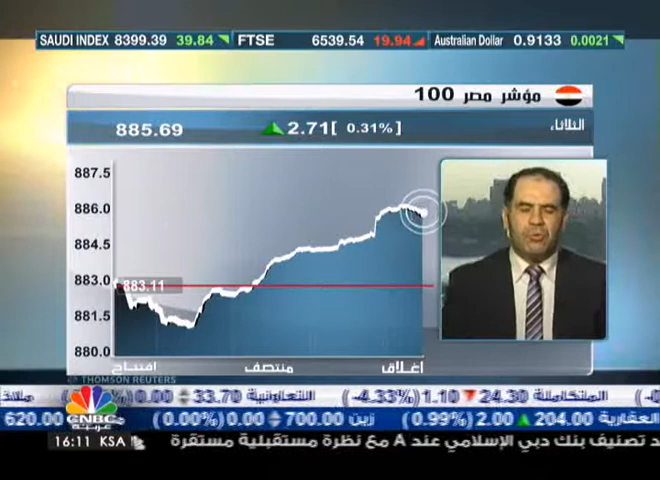 SAUDI INDEX 8399.39 39.84 FTSE 6539.54 19.94 Australian Dollar 0.9133 0.0021
مؤشر مصر 100
885.69 2.71[ 0.31%] الثلاثاء
887.5
886.0
884.5
883.0
881.5
880.0
883.11
افتتاح منتصف إغلاق
THOMSON REUTERS
0.00 33.70 التعاونية (-4.33%) 1.10 24.30 المتكاملة
620.00 (0.00%) 0.00 700.00 زين (0.99%) 2.00 204.00 العقارية
CNBC
عربية
16:11 KSA
تصنيف بنك دبي الإسلامي عند A مع نظرة مستقبلية مستقرة